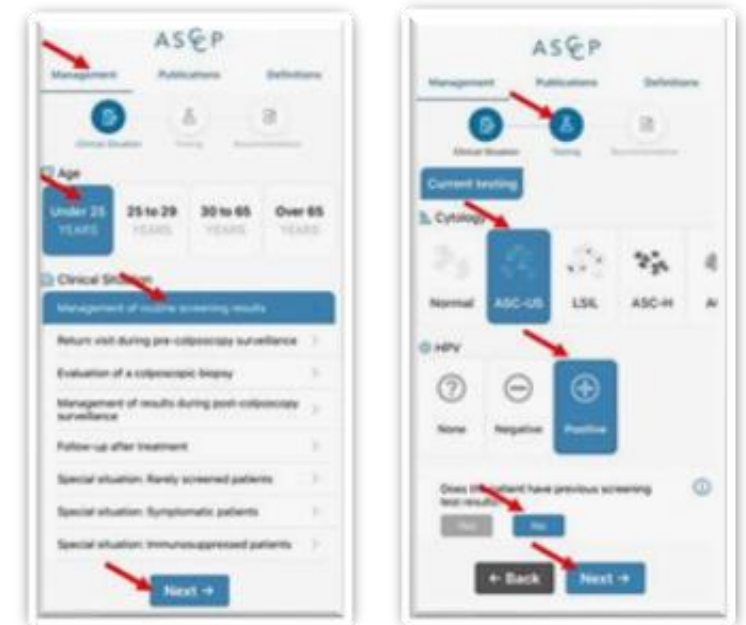 ASCCP
Management Publications Definitions
Clinical Situation Testing Recommendations
Age
Under 25 YEARS
25 to 29 YEARS
30 to 65 YEARS
Over 65 YEARS
Clinical Situation
Management of routine screening results
Return visit during pre-colposcopy surveillance
Evaluation of a colposcopic biopsy
Management of results during post-colposcopy
surveillance
Follow-up after treatment
Special situation: Rarely screened patients
Special situation: Symptomatic patients
Special situation: Immunosuppressed patients
Next →
ASCCP
Management Publications Definitions
Clinical Situation Testing Recommendations
Current testing
Cytology
Normal ASC-US LSIL ASC-H
HPV
None Negative Positive
Does the patient have previous screening
test results
Yes No
← Back Next →